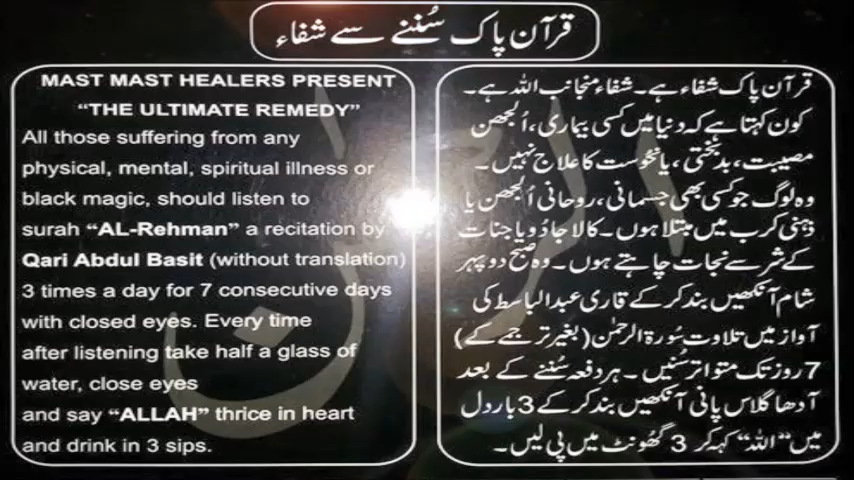 قرآن پاک سُننے سے شفاء
MAST MAST HEALERS PRESENT
“THE ULTIMATE REMEDY”
All those suffering from any
physical, mental, spiritual illness or
black magic, should listen to
surah “AL-Rehman” a recitation by
Qari Abdul Basit (without translation)
3 times a day for 7 consecutive days
with closed eyes. Every time
after listening take half a glass of
water, close eyes
and say “ALLAH” thrice in heart
and drink in 3 sips.
قرآن پاک شفاء ہے۔ شفاء منجانب اللہ ہے۔
کون کہتا ہے کہ دنیا میں کسی بیماری، اُلجھن
مصیبت، بدبختی، یا نحوست کا علاج نہیں۔
وہ لوگ جو کسی بھی جسمانی، روحانی اُلجھن یا
ذہنی کرب میں مبتلا ہوں۔ کالا جادُو یا جنات
کے شر سے نجات چاہتے ہوں۔ وہ صبح دوپہر
شام آنکھیں بند کر کے قاری عبدالباسط کی
آواز میں تلاوت سُورۃ الرحمٰن (بغیر ترجمے کے)
7 روز تک متواتر سُنیں۔ ہر دفعہ سُننے کے بعد
آدھا گلاس پانی آنکھیں بند کر کے 3 بار دل
میں ”اللہ“ کہہ کر 3 گھونٹ میں پی لیں۔